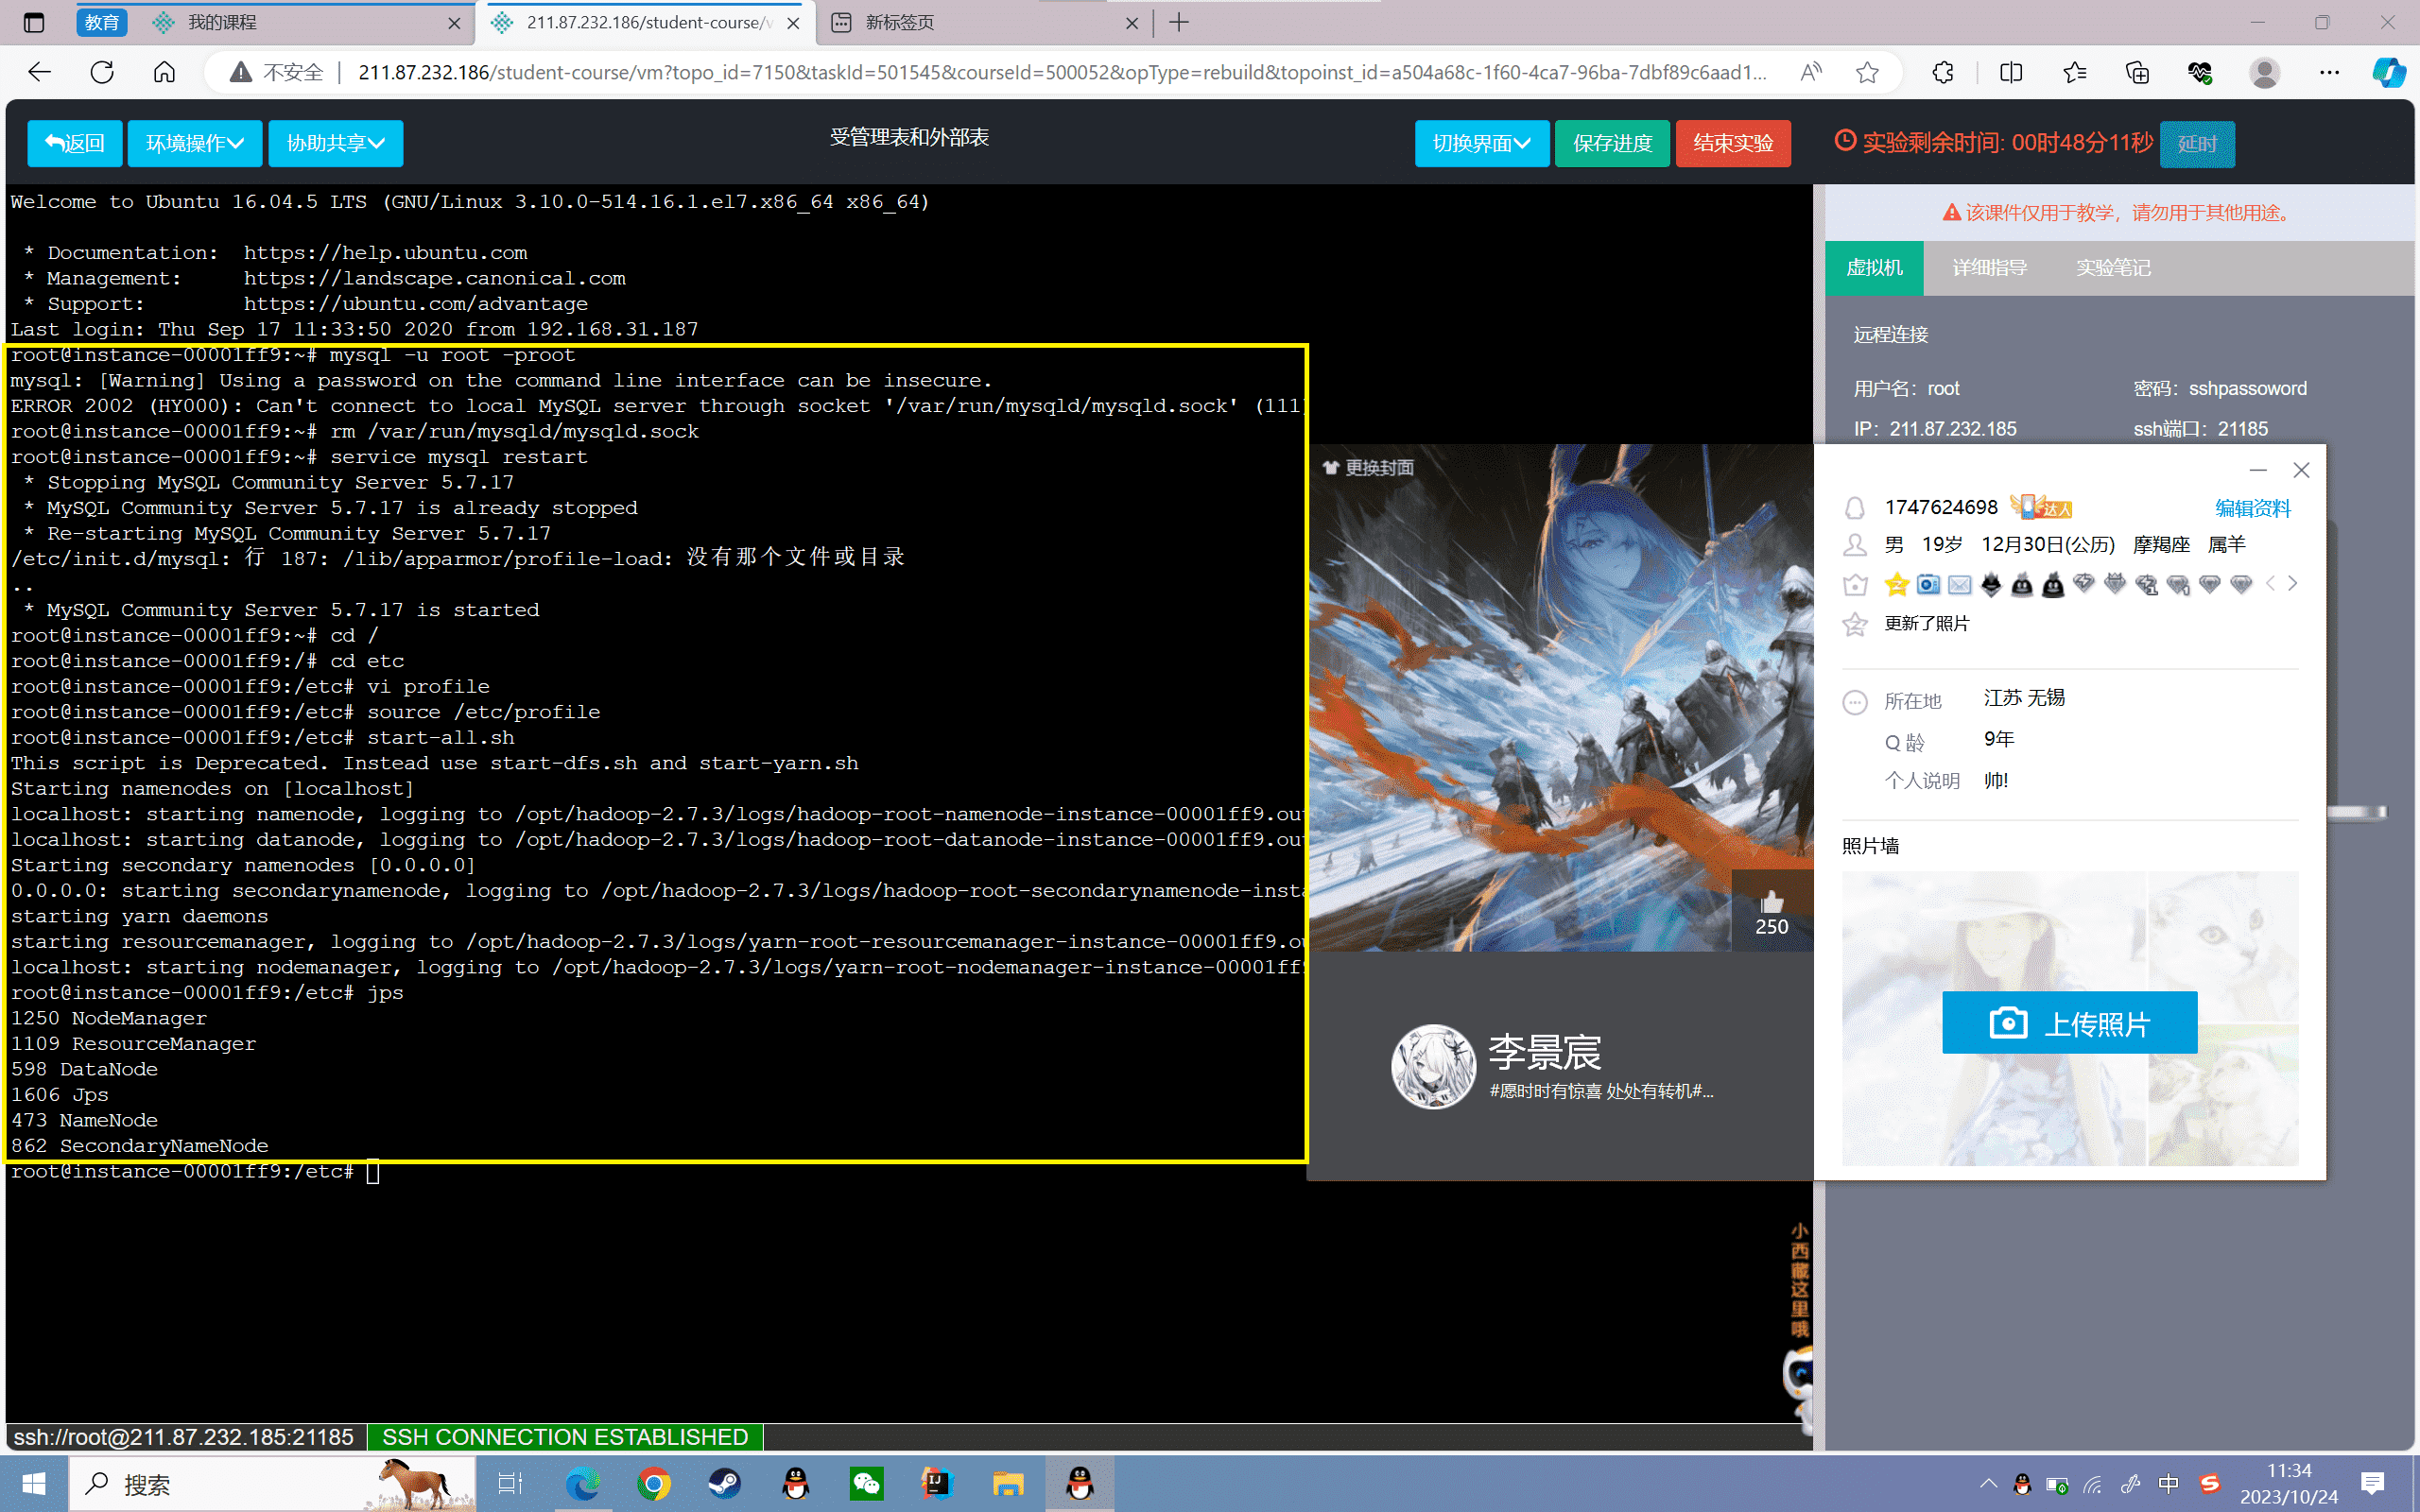 教育
我的课程
211.87.232.186/student-course/v
新标签页
不安全
211.87.232.186/student-course/vm?topo_id=7150&taskId=501545&courseId=500052&opType=rebuild&topoinst_id=a504a68c-1f60-4ca7-96ba-7dbf89c6aad1...
返回
环境操作
协助共享
受管理表和外部表
切换界面
保存进度
结束实验
实验剩余时间: 00时48分11秒
延时
Welcome to Ubuntu 16.04.5 LTS (GNU/Linux 3.10.0-514.16.1.el7.x86_64 x86_64)
* Documentation:  https://help.ubuntu.com
* Management:     https://landscape.canonical.com
* Support:        https://ubuntu.com/advantage
Last login: Thu Sep 17 11:33:50 2020 from 192.168.31.187
root@instance-00001ff9:~# mysql -u root -proot
mysql: [Warning] Using a password on the command line interface can be insecure.
ERROR 2002 (HY000): Can't connect to local MySQL server through socket '/var/run/mysqld/mysqld.sock' (111
root@instance-00001ff9:~# rm /var/run/mysqld/mysqld.sock
root@instance-00001ff9:~# service mysql restart
* Stopping MySQL Community Server 5.7.17
* MySQL Community Server 5.7.17 is already stopped
* Re-starting MySQL Community Server 5.7.17
/etc/init.d/mysql: 行 187: /lib/apparmor/profile-load: 没有那个文件或目录
..
* MySQL Community Server 5.7.17 is started
root@instance-00001ff9:~# cd /
root@instance-00001ff9:/# cd etc
root@instance-00001ff9:/etc# vi profile
root@instance-00001ff9:/etc# source /etc/profile
root@instance-00001ff9:/etc# start-all.sh
This script is Deprecated. Instead use start-dfs.sh and start-yarn.sh
Starting namenodes on [localhost]
localhost: starting namenode, logging to /opt/hadoop-2.7.3/logs/hadoop-root-namenode-instance-00001ff9.ou
localhost: starting datanode, logging to /opt/hadoop-2.7.3/logs/hadoop-root-datanode-instance-00001ff9.ou
Starting secondary namenodes [0.0.0.0]
0.0.0.0: starting secondarynamenode, logging to /opt/hadoop-2.7.3/logs/hadoop-root-secondarynamenode-inst
starting yarn daemons
starting resourcemanager, logging to /opt/hadoop-2.7.3/logs/yarn-root-resourcemanager-instance-00001ff9.o
localhost: starting nodemanager, logging to /opt/hadoop-2.7.3/logs/yarn-root-nodemanager-instance-00001ff
root@instance-00001ff9:/etc# jps
1250 NodeManager
1109 ResourceManager
598 DataNode
1606 Jps
473 NameNode
862 SecondaryNameNode
root@instance-00001ff9:/etc#
ssh://root@211.87.232.185:21185
SSH CONNECTION ESTABLISHED
该课件仅用于教学，请勿用于其他用途。
虚拟机
详细指导
实验笔记
远程连接
用户名：root
密码：sshpassoword
IP：211.87.232.185
ssh端口：21185
更换封面
250
李景宸
#愿时时有惊喜 处处有转机#...
1747624698
达人
编辑资料
男 19岁 12月30日(公历) 摩羯座 属羊
更新了照片
所在地 江苏 无锡
Q 龄 9年
个人说明 帅!
照片墙
上传照片
小西藏这里哦
搜索
中
11:34
2023/10/24